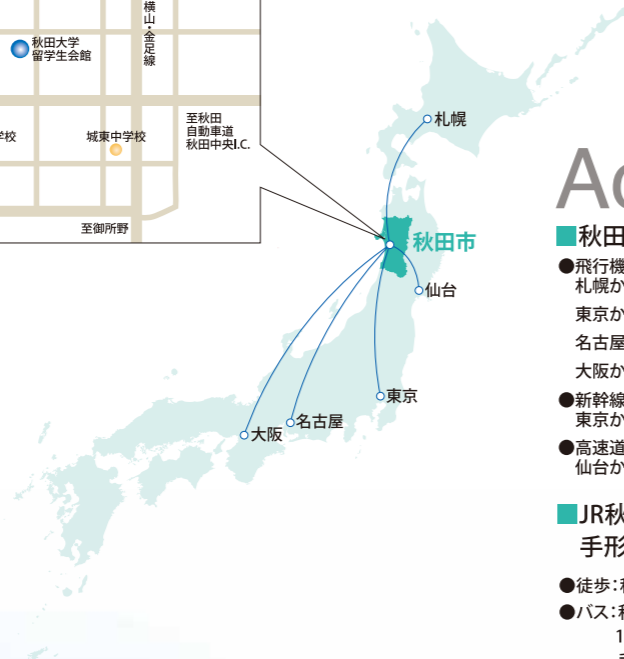 横山・金足線
秋田大学
留学生会館
至秋田
自動車道
秋田中央I.C.
学校
城東中学校
至御所野
札幌
秋田市
仙台
東京
名古屋
大阪
Ac
■秋田
●飛行機
札幌か
東京か
名古屋
大阪か
●新幹線
東京か
●高速道
仙台か
■JR秋
手形
●徒歩：秋
●バス：秋
1